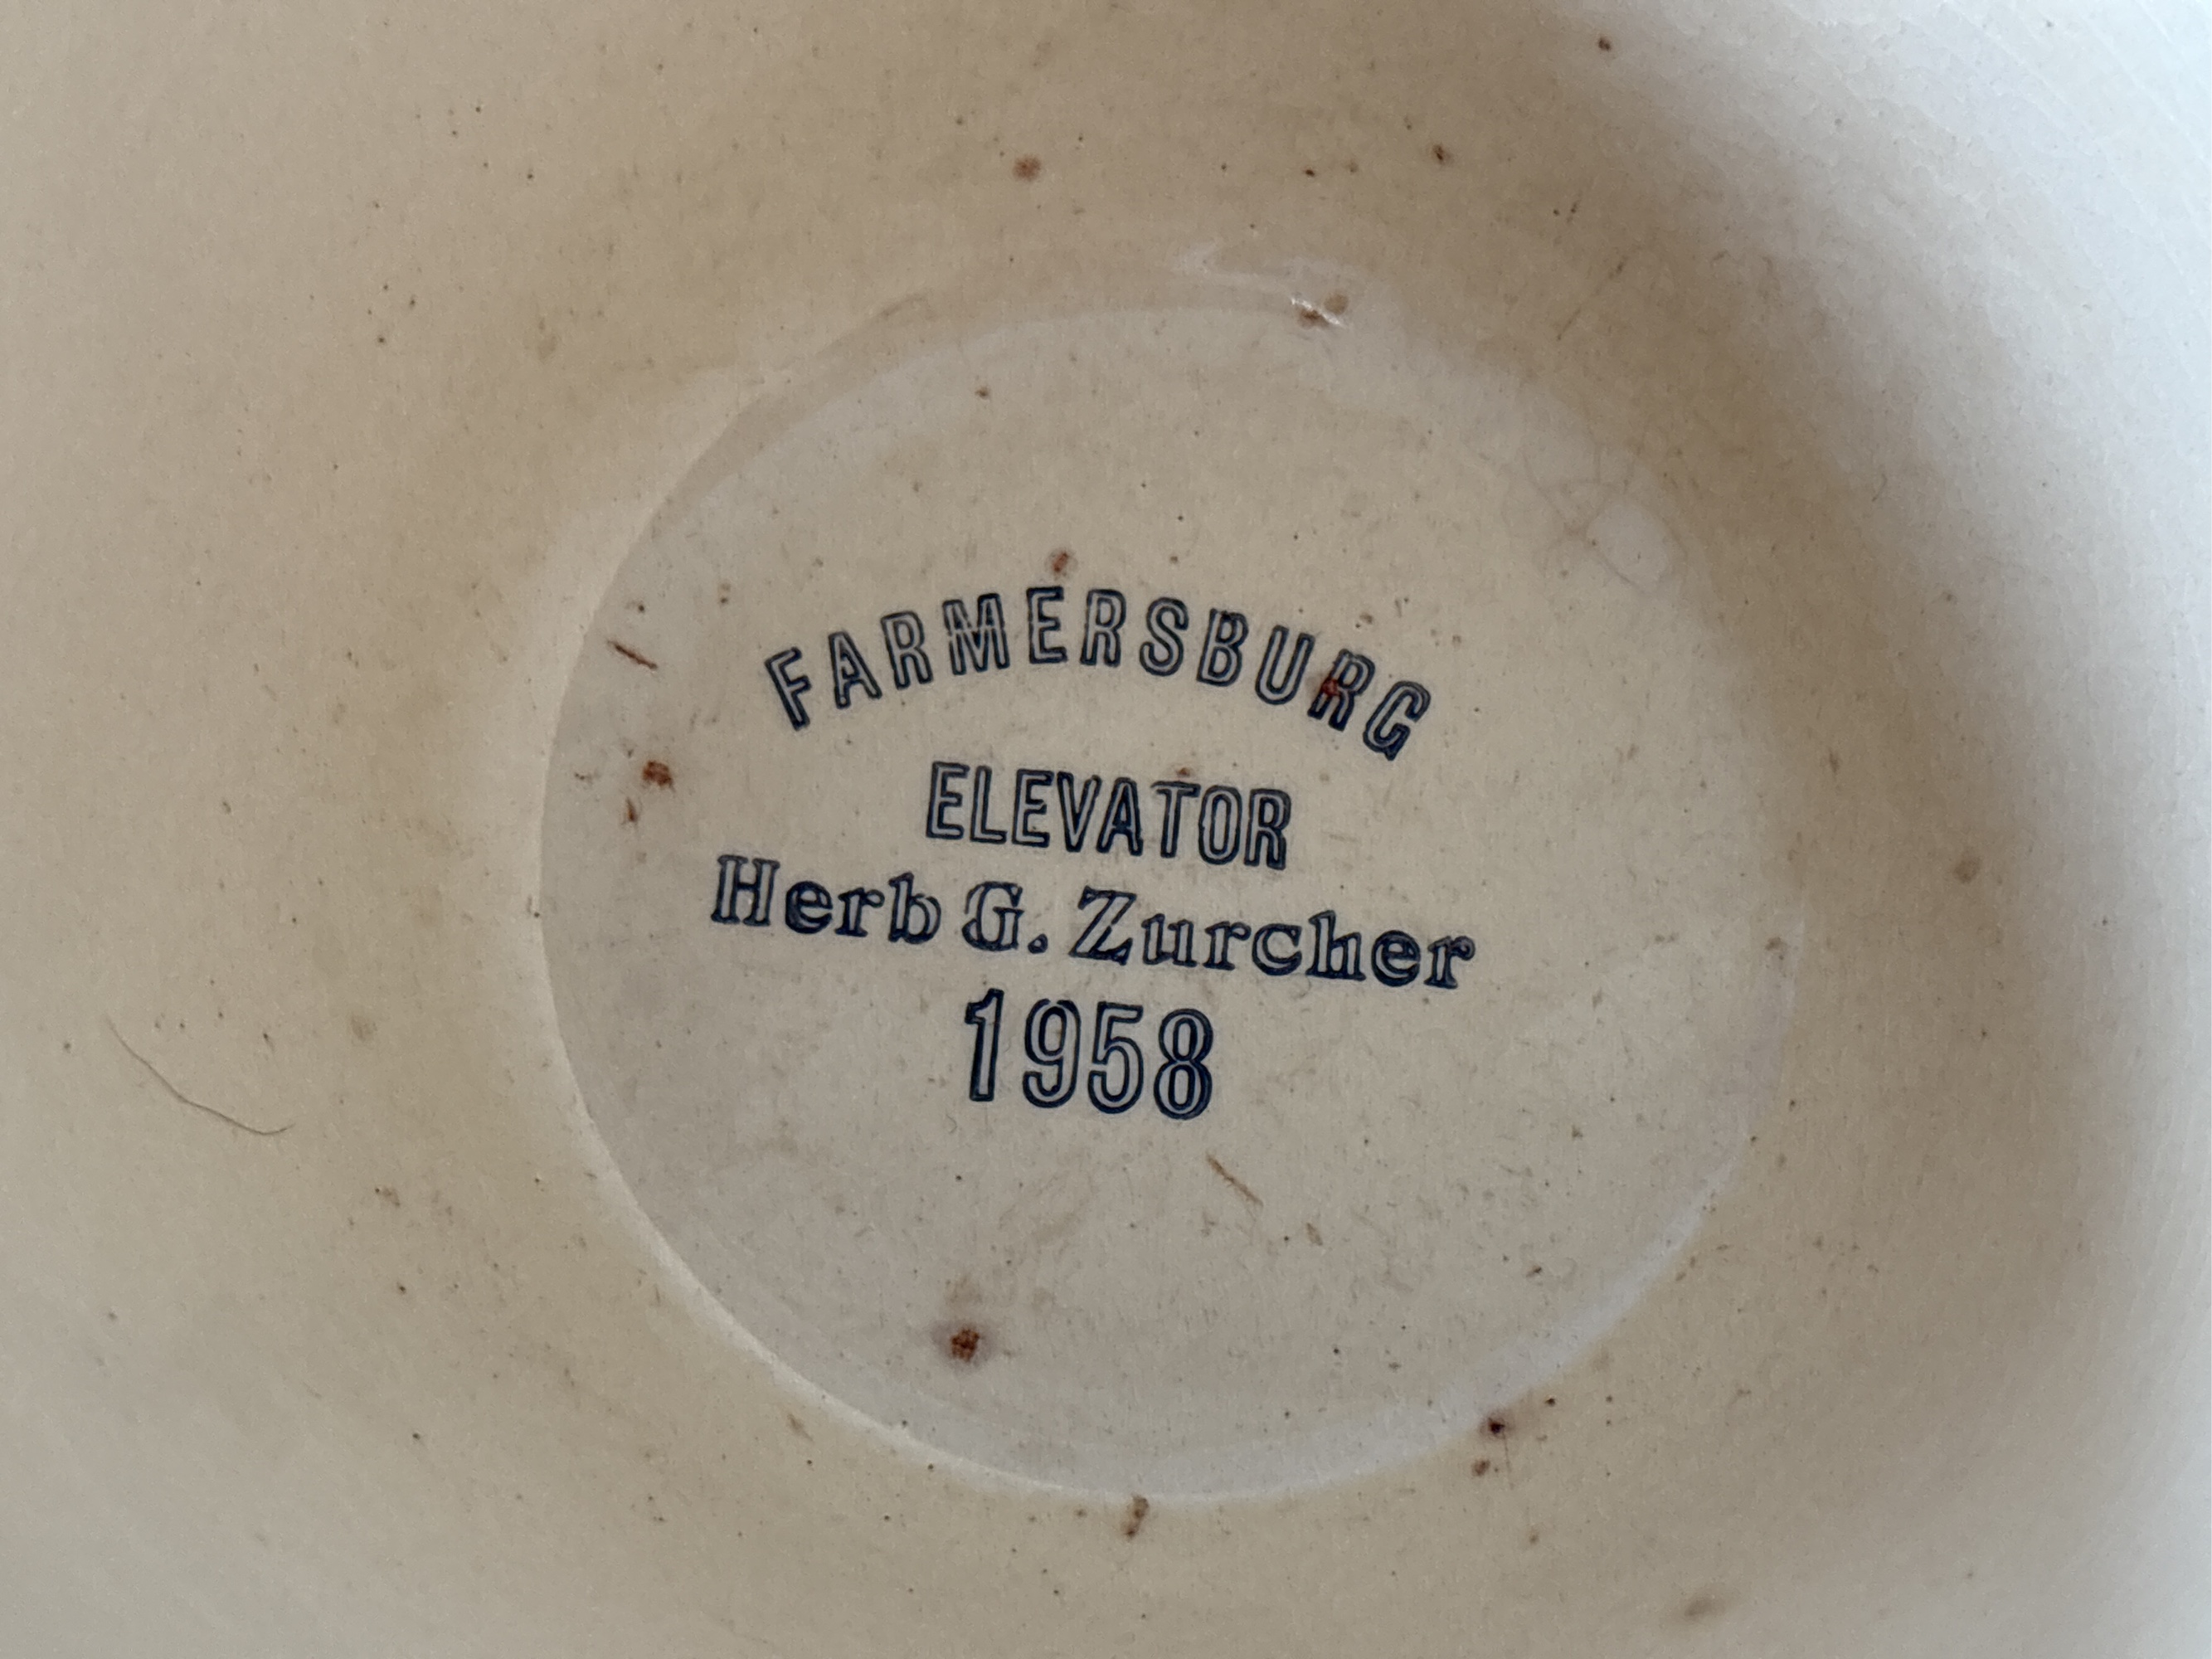 FARMERSBURG
ELEVATOR
Herb G. Zurcher
1958